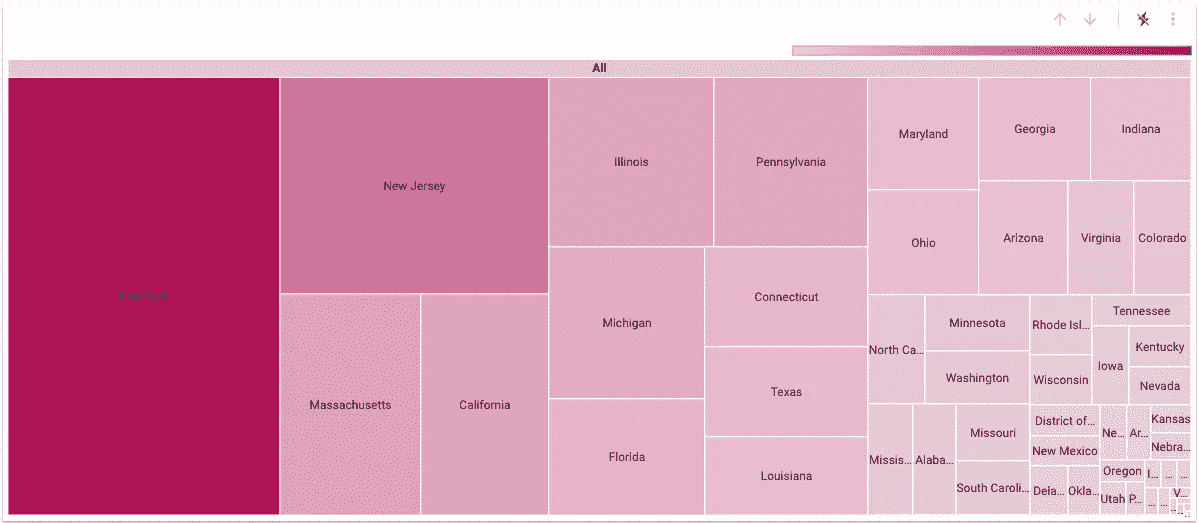 All
New York
New Jersey
Massachusetts
California
Illinois
Pennsylvania
Michigan
Florida
Connecticut
Texas
Louisiana
Maryland
Ohio
Georgia
Indiana
Arizona
Virginia
Colorado
North Ca...
Minnesota
Washington
Rhode Isl...
Wisconsin
Tennessee
Iowa
Kentucky
Nevada
Missis...
Alaba...
Missouri
South Caroli...
District of...
New Mexico
Dela...
Okla...
Ne...
Ar...
Kansas
Nebra...
Oregon
Utah
P...
I...
...
...
V...
...
...
...